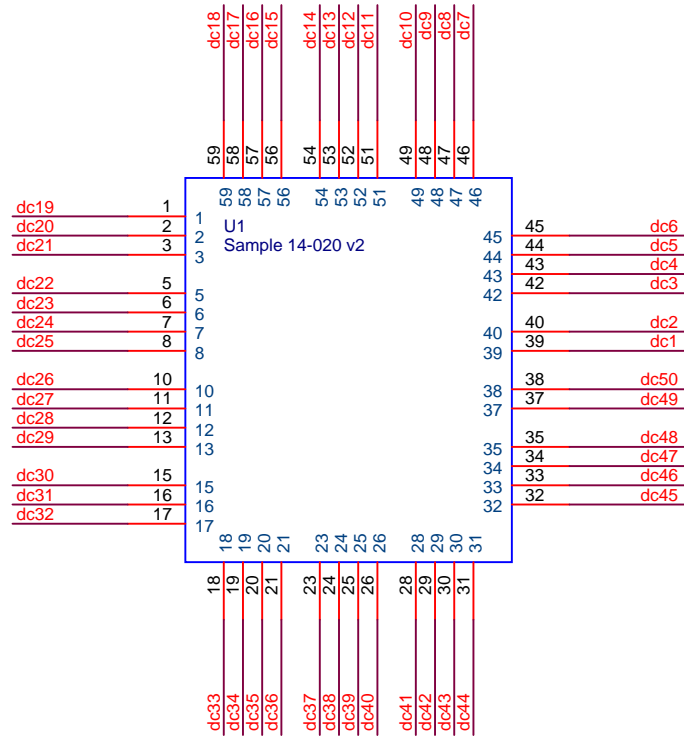 dc18 dc17 dc16 dc15 dc14 dc13 dc12 dc11 dc10 dc9 dc8 dc7
59 58 57 56 54 53 52 51 49 48 47 46
59 58 57 56 54 53 52 51 49 48 47 46
dc19 1 1
dc20 2 2
dc21 3 3
dc22 5 5
dc23 6 6
dc24 7 7
dc25 8 8
dc26 10 10
dc27 11 11
dc28 12 12
dc29 13 13
dc30 15 15
dc31 16 16
dc32 17 17
U1
Sample 14-020 v2
45 45 dc6
44 44 dc5
43 43 dc4
42 42 dc3
40 40 dc2
39 39 dc1
38 38 dc50
37 37 dc49
35 35 dc48
34 34 dc47
33 33 dc46
32 32 dc45
18 19 20 21 23 24 25 26 28 29 30 31
18 19 20 21 23 24 25 26 28 29 30 31
dc33 dc34 dc35 dc36 dc37 dc38 dc39 dc40 dc41 dc42 dc43 dc44